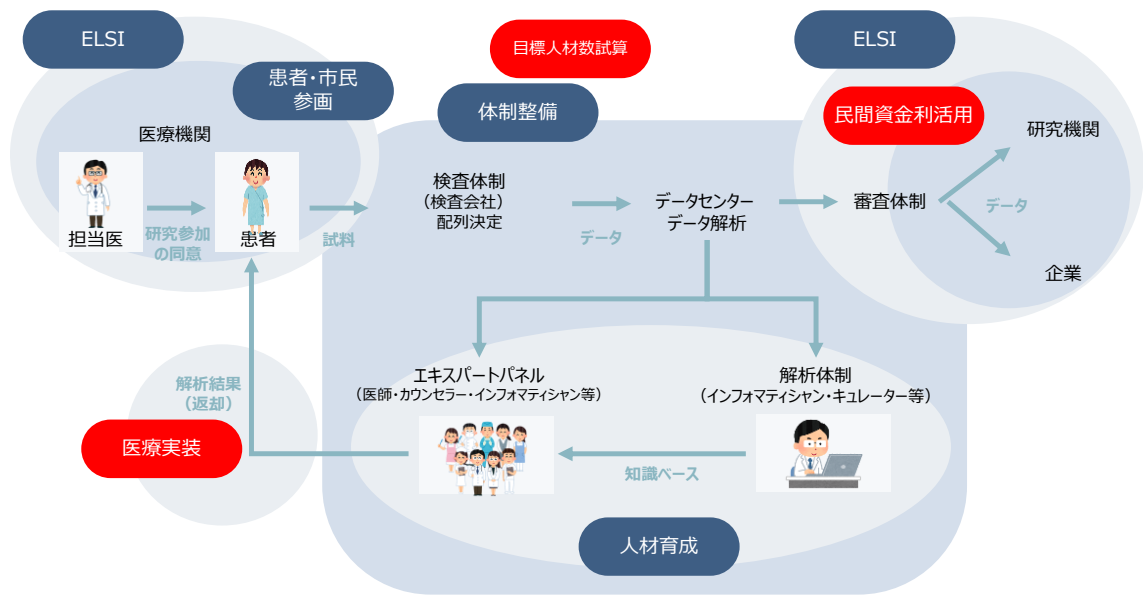 ELSI
目標人材数試算
ELSI
患者・市民
参画
体制整備
民間資金利活用
医療機関
研究機関
検査体制
（検査会社）
配列決定
データセンター
データ解析
審査体制
データ
担当医
研究参加
の同意
患者
試料
データ
企業
解析結果
（返却）
エキスパートパネル
（医師・カウンセラー・インフォマティシャン等）
解析体制
（インフォマティシャン・キュレーター等）
医療実装
知識ベース
人材育成